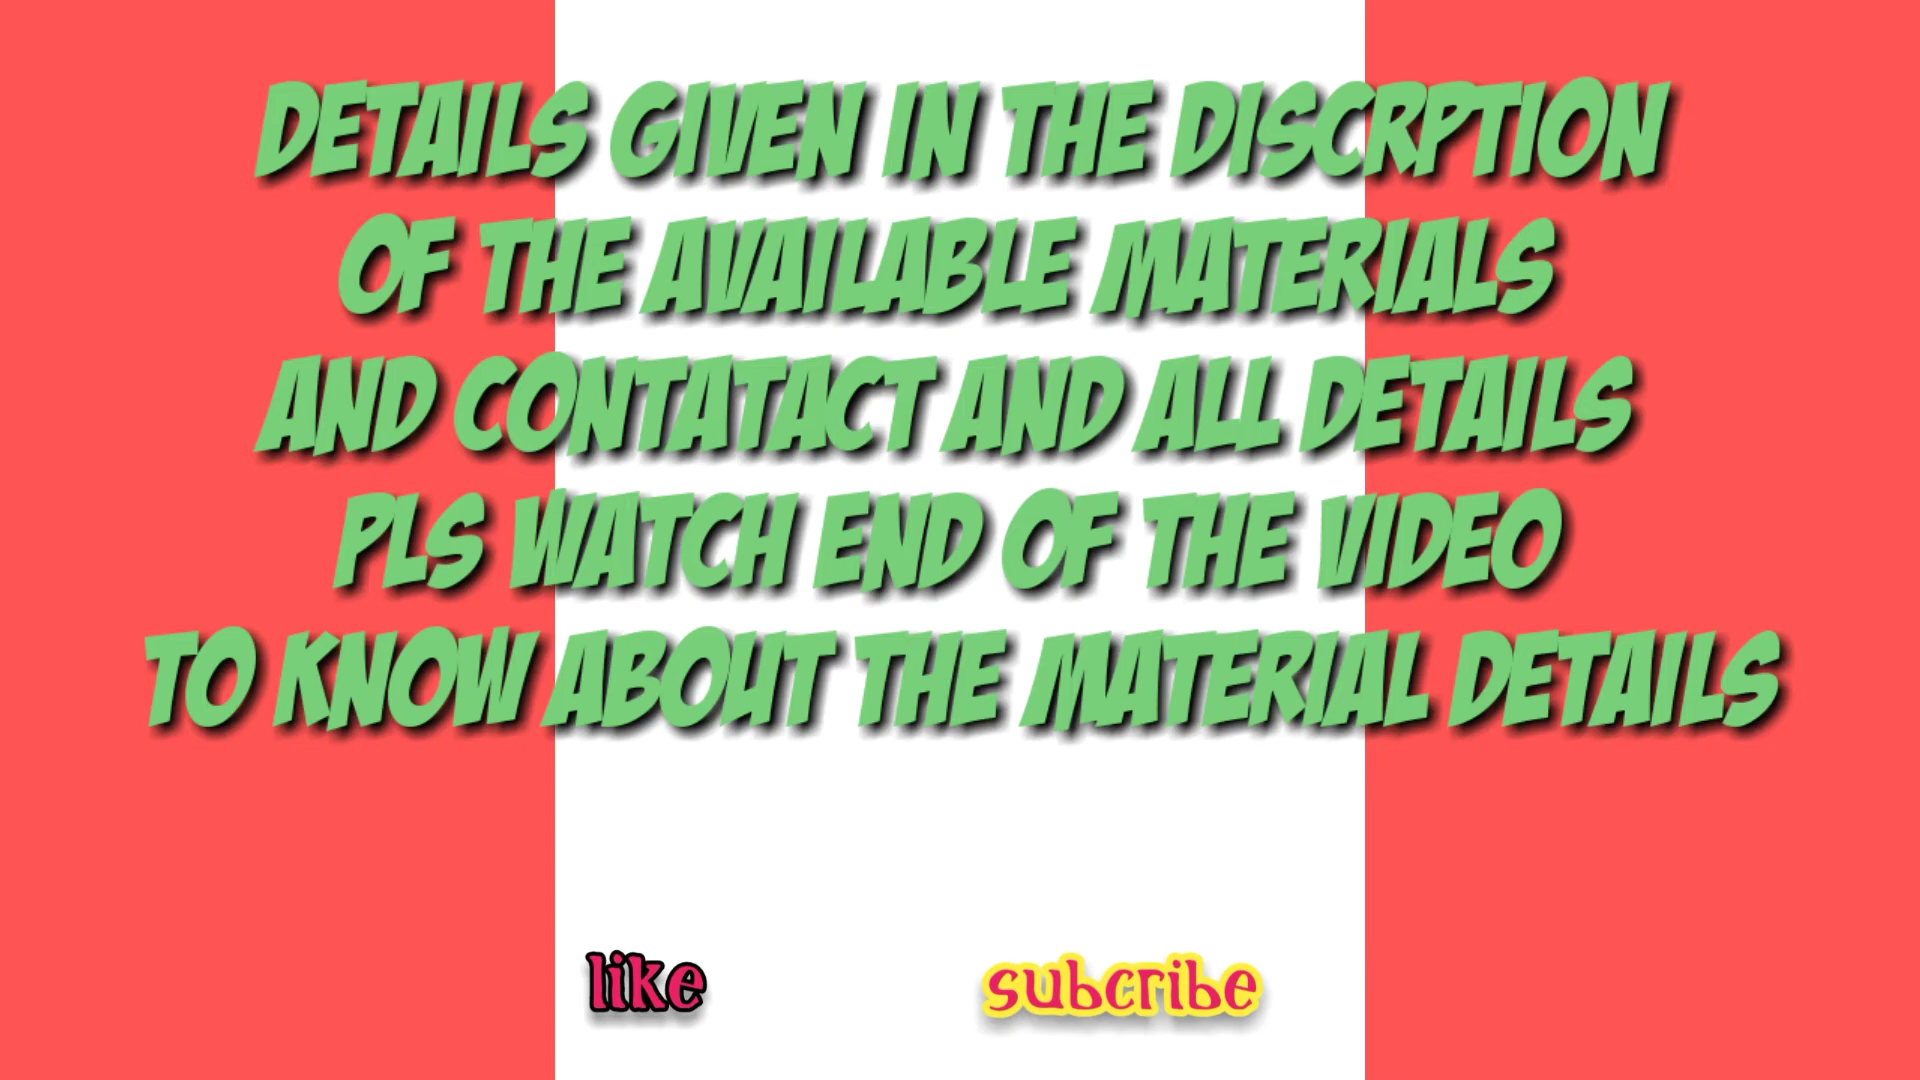 DETAILS GIVEN IN THE DISCRPTION
OF THE AVAILABLE MATERIALS
AND CONTATACT AND ALL DETAILS
PLS WATCH END OF THE VIDEO
TO KNOW ABOUT THE MATERIAL DETAILS
like
subcribe